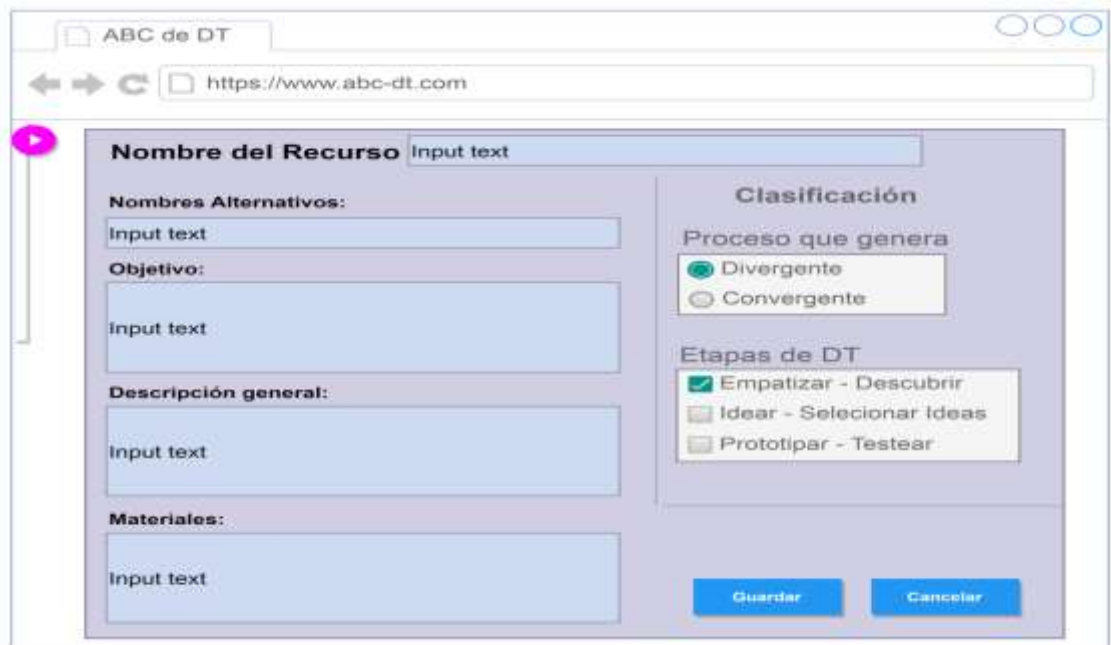 ABC de DT
https://www.abc-dt.com
Nombre del Recurso Input text
Nombres Alternativos:
Input text
Objetivo:
Input text
Descripción general:
Input text
Materiales:
Input text
Clasificación
Proceso que genera
Divergente
Convergente
Etapas de DT
Empatizar - Descubrir
Idear - Selecionar Ideas
Prototipar - Testear
Guardar
Cancelar